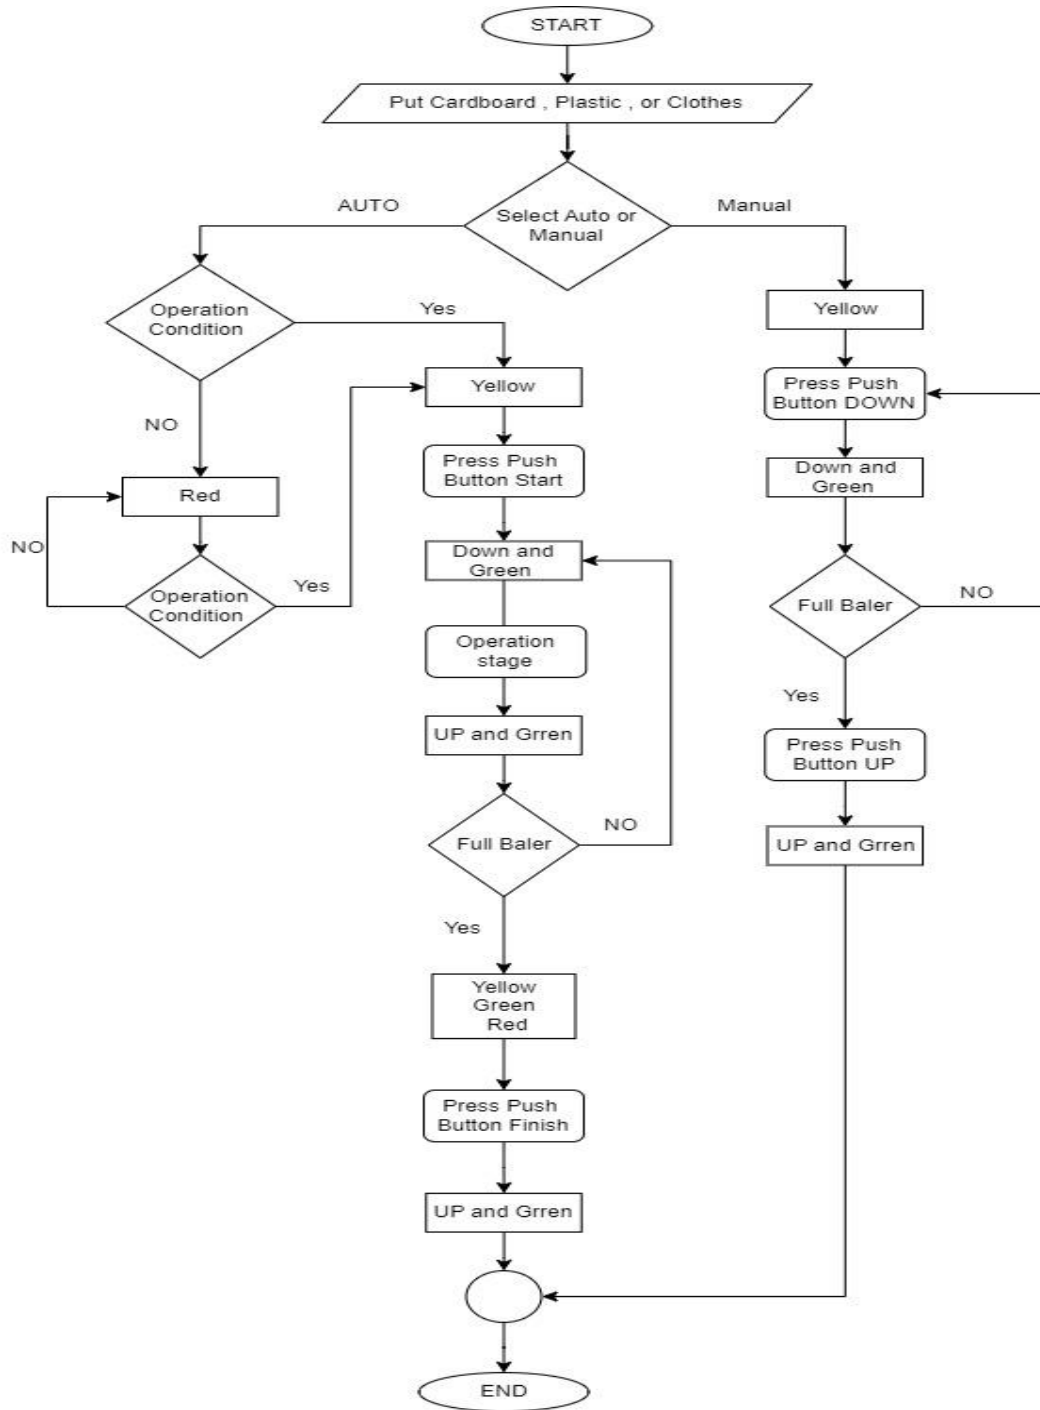 START
Put Cardboard , Plastic , or Clothes
Select Auto or
Manual
AUTO
Manual
Operation
Condition
Yes
NO
Red
NO
Operation
Condition
Yes
Yellow
Press Push
Button Start
Down and
Green
Operation
stage
UP and Grren
Full Baler
NO
Yes
Yellow
Green
Red
Press Push
Button Finish
UP and Grren
Yellow
Press Push
Button DOWN
Down and
Green
Full Baler
NO
Yes
Press Push
Button UP
UP and Grren
END